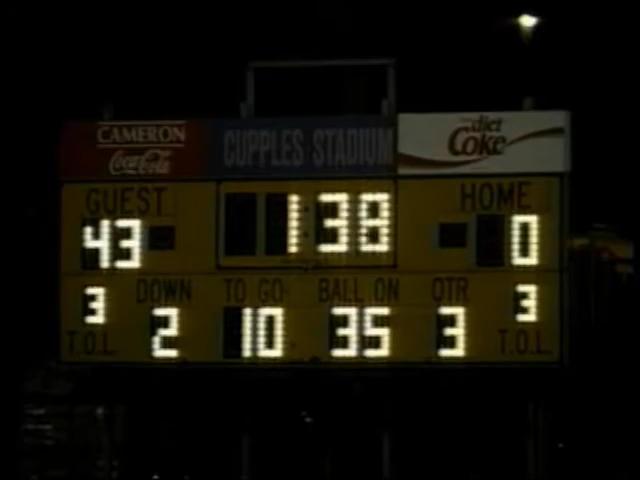 CAMERON
Coca-Cola
CUPPLES STADIUM
diet
Coke
GUEST
HOME
43
1:38
0
3
DOWN
TO GO
BALL ON
QTR
3
T.O.L.
2
10
35
3
T.O.L.